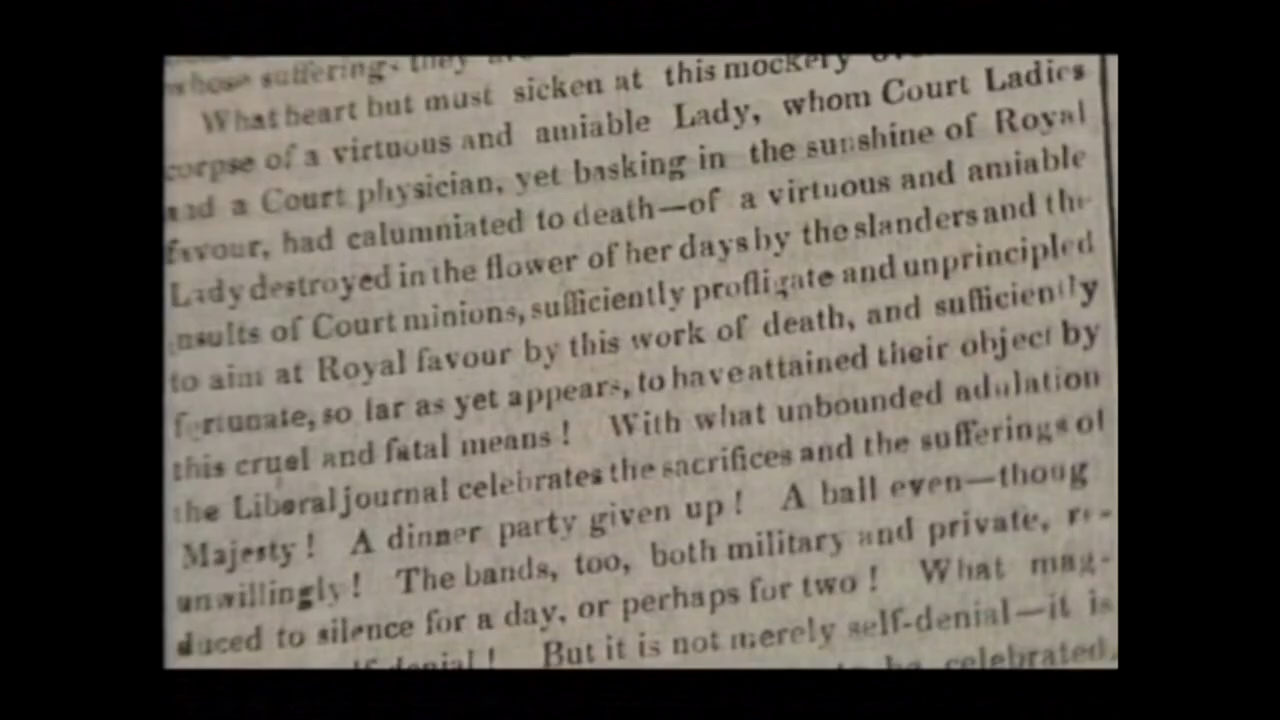 whose sufferings they
What heart but must sicken at this mockery
corpse of a virtuous and amiable Lady, whom Court Ladies
and a Court physician, yet basking in the sunshine of Royal
favour, had calumniated to death—of a virtuous and amiable
Lady destroyed in the flower of her days by the slanders and the
insults of Court minions, sufficiently profligate and unprincipled
to aim at Royal favour by this work of death, and sufficiently
fortunate, so far as yet appears, to have attained their object by
this cruel and fatal means! With what unbounded adulation
the Liberal journal celebrates the sacrifices and the sufferings of
Majesty! A dinner party given up! A ball even—thoug
unwillingly! The bands, too, both military and private, re-
duced to silence for a day, or perhaps for two! What mag-
denial! But it is not merely self-denial—it is
be celebrated,